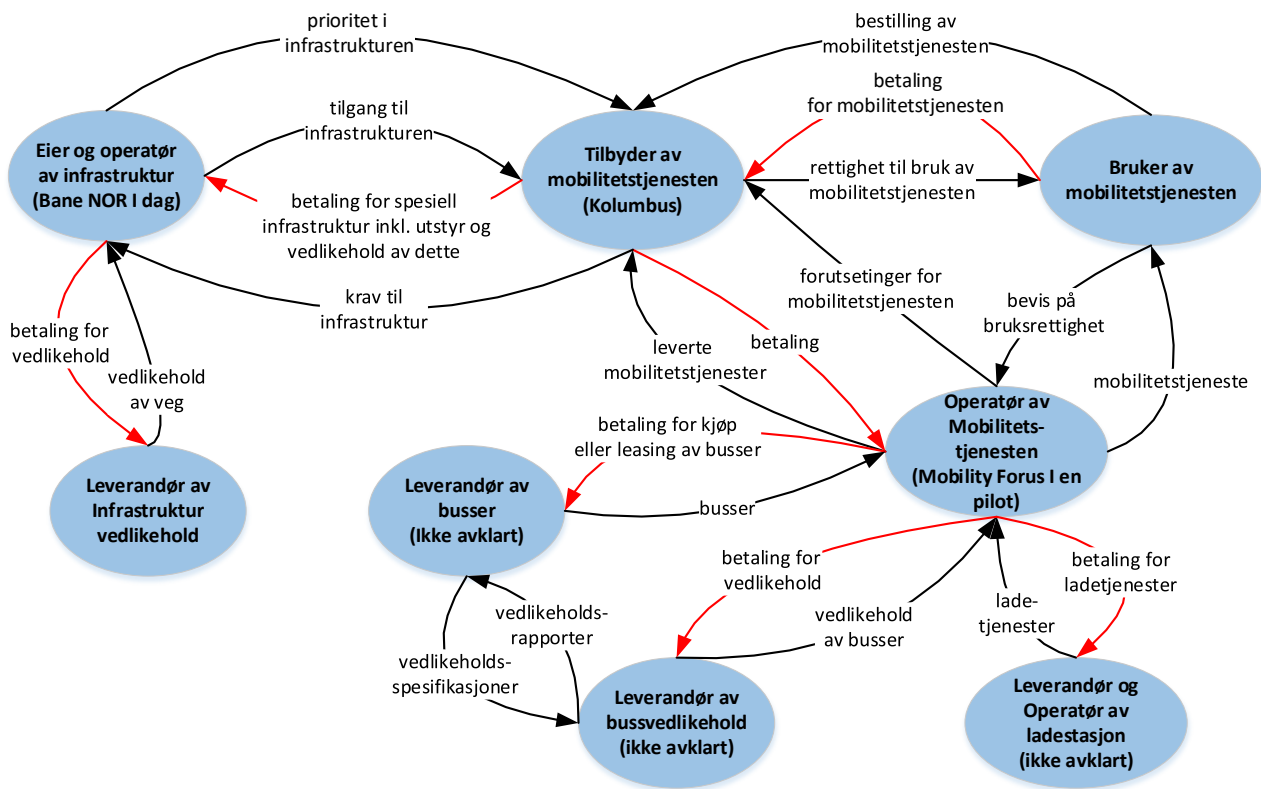 prioritet i
infrastrukturen
bestilling av
mobilitetstjenesten
betaling
for mobilitetstjenesten
tilgang til
infrastrukturen
Eier og operatør
av infrastruktur
(Bane NOR I dag)
Tilbyder av
mobilitetstjenesten
(Kolumbus)
rettighet til bruk av
mobilitetstjenesten
Bruker av
mobilitetstjenesten
betaling for spesiell
infrastruktur inkl. utstyr og
vedlikehold av dette
krav til
infrastruktur
forutsetinger for
mobilitetstjenesten
bevis på
bruksrettighet
betaling for
vedlikehold
vedlikehold
av veg
leverte
mobilitetstjenester
betaling
mobilitetstjeneste
Operatør av
Mobilitets-
tjenesten
(Mobility Forus I en
pilot)
betaling for kjøp
eller leasing av busser
Leverandør av
Infrastruktur
vedlikehold
Leverandør av
busser
(Ikke avklart)
busser
betaling for
vedlikehold
betaling for
ladetjenester
vedlikeholds-
rapporter
vedlikehold
av busser
lade-
tjenester
vedlikeholds-
spesifikasjoner
Leverandør av
bussvedlikehold
(ikke avklart)
Leverandør og
Operatør av
ladestasjon
(ikke avklart)